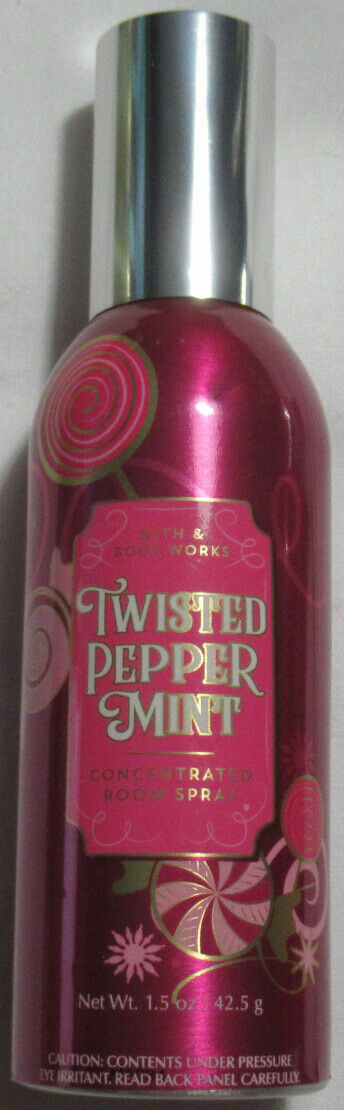 BATH &
BODY WORKS
TWISTED
PEPPER
MINT
CONCENTRATED
ROOM SPRAY
Net Wt. 1.5 oz / 42.5 g
CAUTION: CONTENTS UNDER PRESSURE
EYE IRRITANT. READ BACK PANEL CAREFULLY.